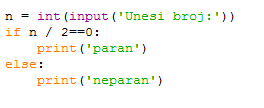 n = int(input('Unesi broj:'))
if n / 2==0:
    print('paran')
else:
    print('neparan')